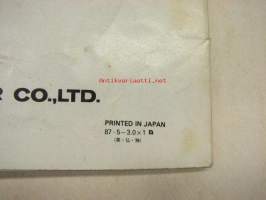 antikvariaatti.net
R CO.,LTD.
PRINTED IN JAPAN
87·5–3.0×1